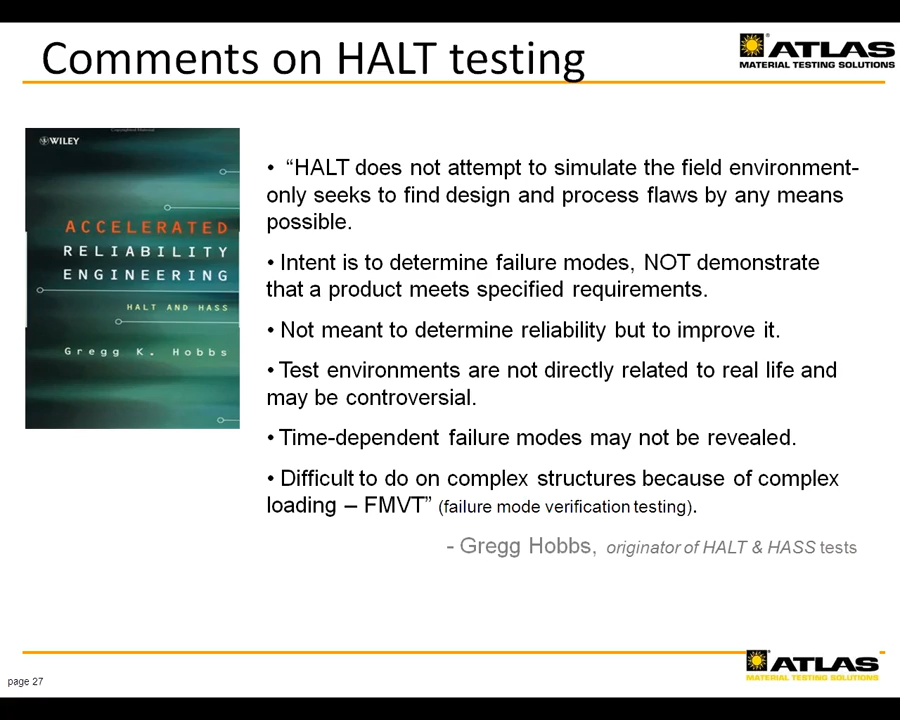 Comments on HALT testing
ATLAS
MATERIAL TESTING SOLUTIONS
WILEY
ACCELERATED
RELIABILITY
ENGINEERING
HALT AND HASS
Gregg K. Hobbs
• “HALT does not attempt to simulate the field environment-
only seeks to find design and process flaws by any means
possible.
• Intent is to determine failure modes, NOT demonstrate
that a product meets specified requirements.
• Not meant to determine reliability but to improve it.
• Test environments are not directly related to real life and
may be controversial.
• Time-dependent failure modes may not be revealed.
• Difficult to do on complex structures because of complex
loading – FMVT” (failure mode verification testing).
- Gregg Hobbs, originator of HALT & HASS tests
page 27
ATLAS
MATERIAL TESTING SOLUTIONS